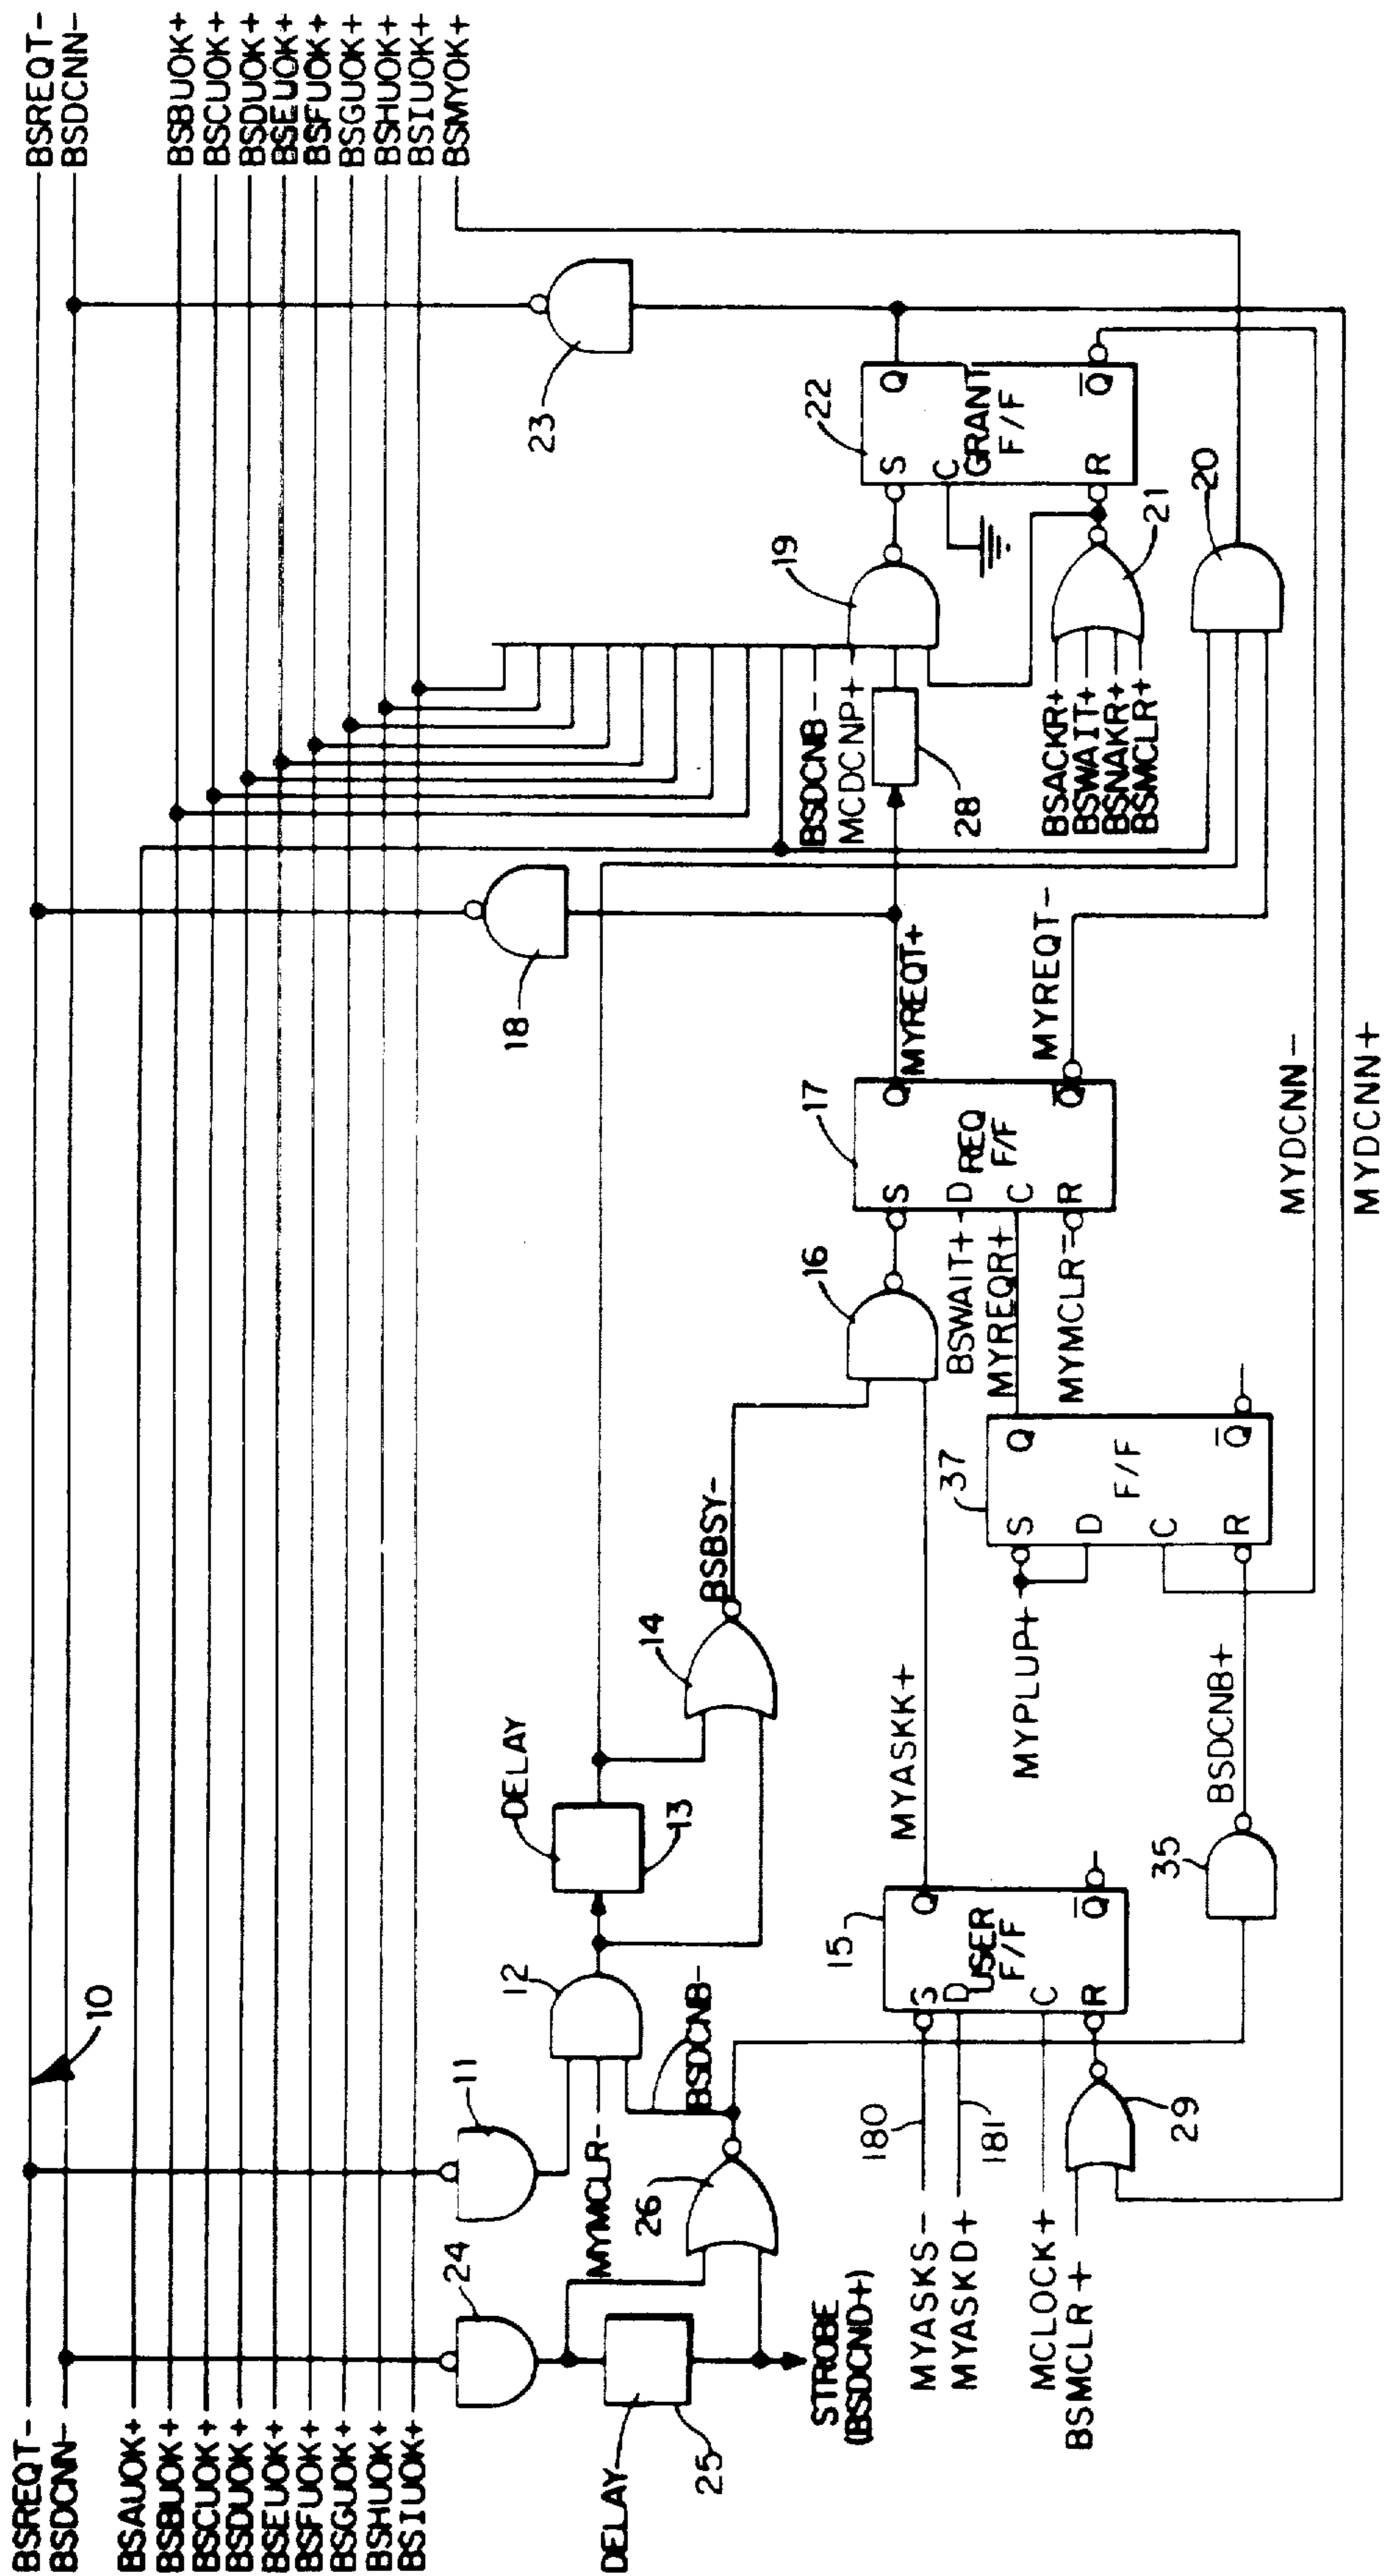 BSREQT-
BSDCNN-
BSAUOK+
BSBUOK+
BSCUOK+
BSDUOK+
BSEUOK+
BSFUOK+
BSGUOK+
BSHUOK+
BSIUOK+
10
BSREQT-
BSDCNN-
BSBUOK+
BSCUOK+
BSDUOK+
BSEUOK+
BSFUOK+
BSGUOK+
BSHUOK+
BSIUOK+
BSMYOK+
24
11
12
DELAY
13
14
BSBSY-
18
23
DELAY
25
26
MYMCLR-
BSDCNB-
STROBE
(BSDCND+)
MYASKS-
MYASKD+
MCLOCK+
BSMCLR+
180
181
29
15
S
D
C
R
USER
F/F
Q
Q
MYASKK+
35
BSDCNB+
MYPLUP+
37
S
D
C
R
F/F
Q
Q
16
BSWAIT+
MYREQR+
MYMCLR-
17
S
D
C
R
REQ
F/F
Q
Q
MYREQT+
MYREQT-
BSDCNB-
MCDCNP+
28
19
BSACKR+
BSWAIT+
BSNAKR+
BSMCLR+
21
20
22
S
C
R
GRANT
F/F
Q
Q
MYDCNN-
MYDCNN+